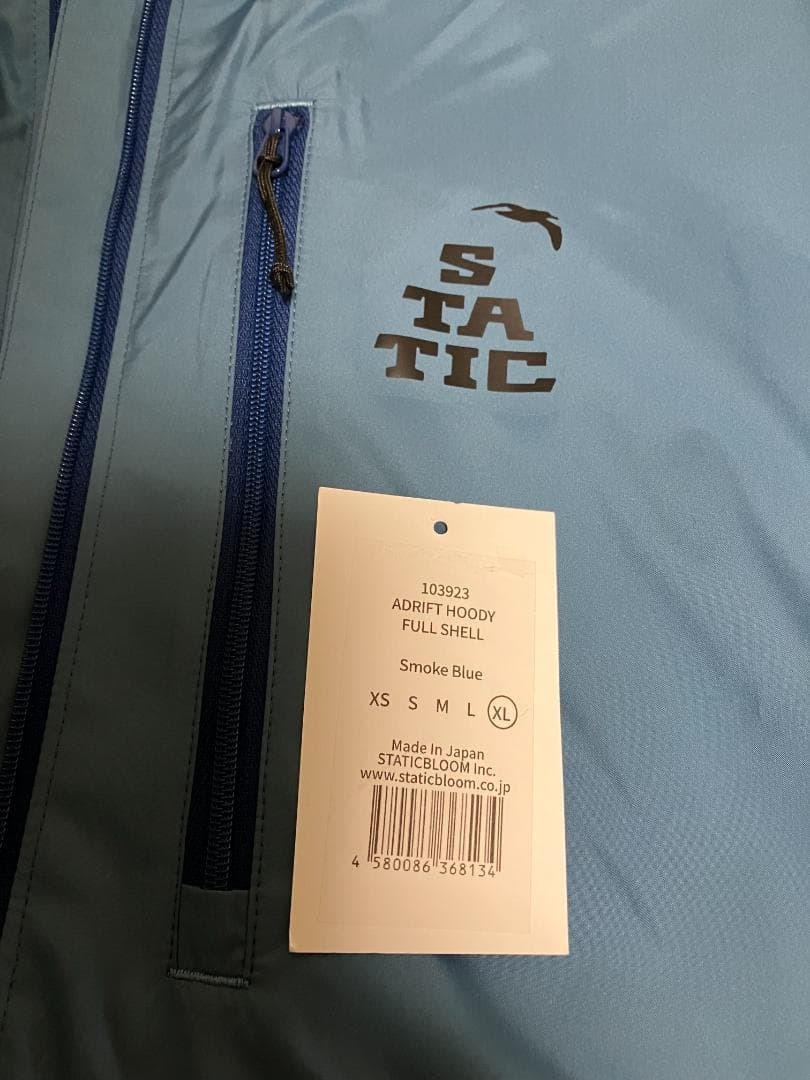 S
TA
TIC
103923
ADRIFT HOODY
FULL SHELL
Smoke Blue
XS S M L XL
Made In Japan
STATICBLOOM Inc.
www.staticbloom.co.jp
4 580086 368134